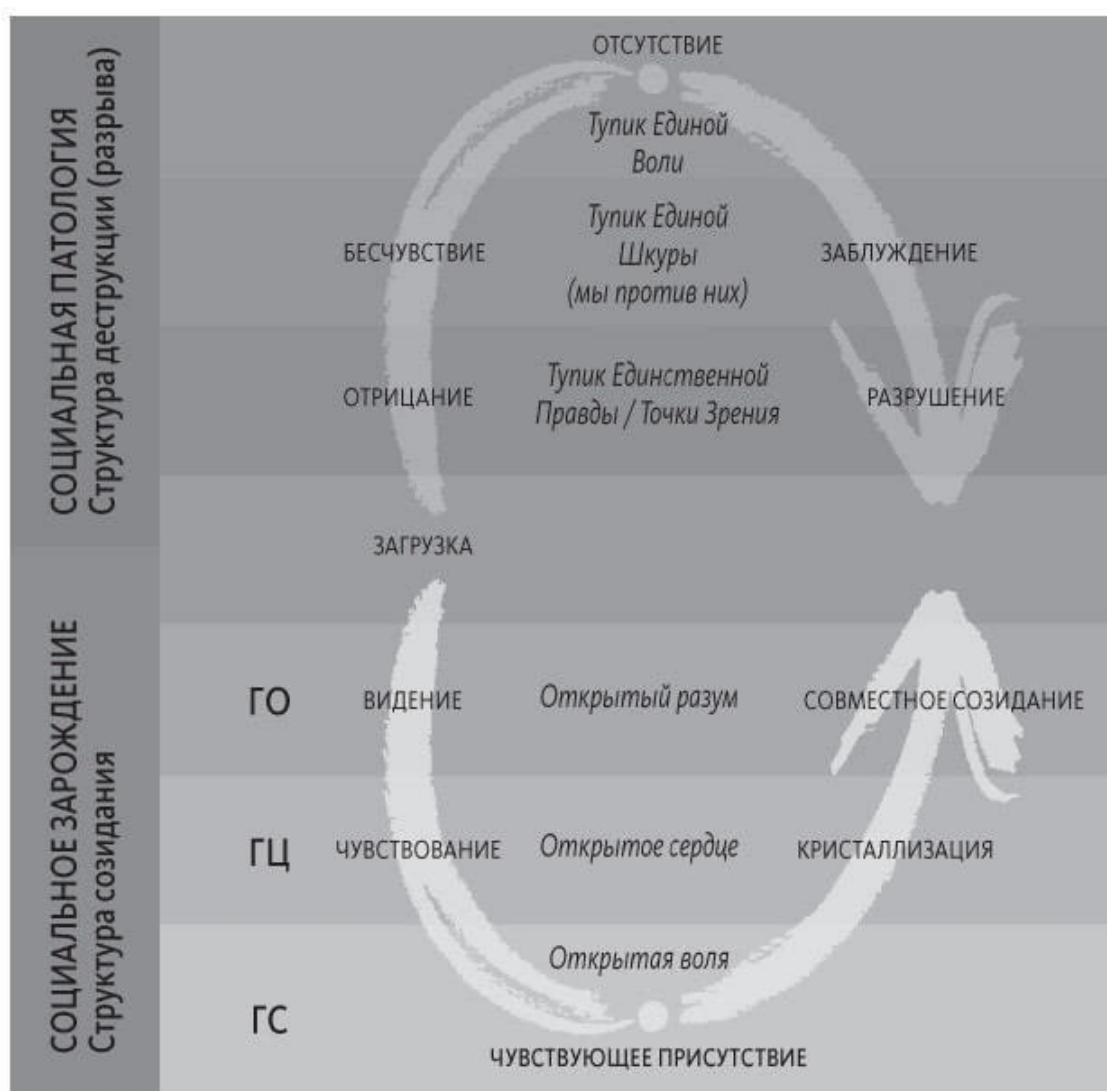 СОЦИАЛЬНАЯ ПАТОЛОГИЯ
Структура деструкции (разрыва)
ОТСУТСТВИЕ
Тупик Единой
Воли
БЕСЧУВСТВИЕ
Тупик Единой
Шкуры
(мы против них)
ЗАБЛУЖДЕНИЕ
ОТРИЦАНИЕ
Тупик Единственной
Правды / Точки Зрения
РАЗРУШЕНИЕ
ЗАГРУЗКА
СОЦИАЛЬНОЕ ЗАРОЖДЕНИЕ
Структура созидания
ГО
ВИДЕНИЕ
Открытый разум
СОВМЕСТНОЕ СОЗИДАНИЕ
ГЦ
ЧУВСТВОВАНИЕ
Открытое сердце
КРИСТАЛЛИЗАЦИЯ
Открытая воля
ГС
ЧУВСТВУЮЩЕЕ ПРИСУТСТВИЕ